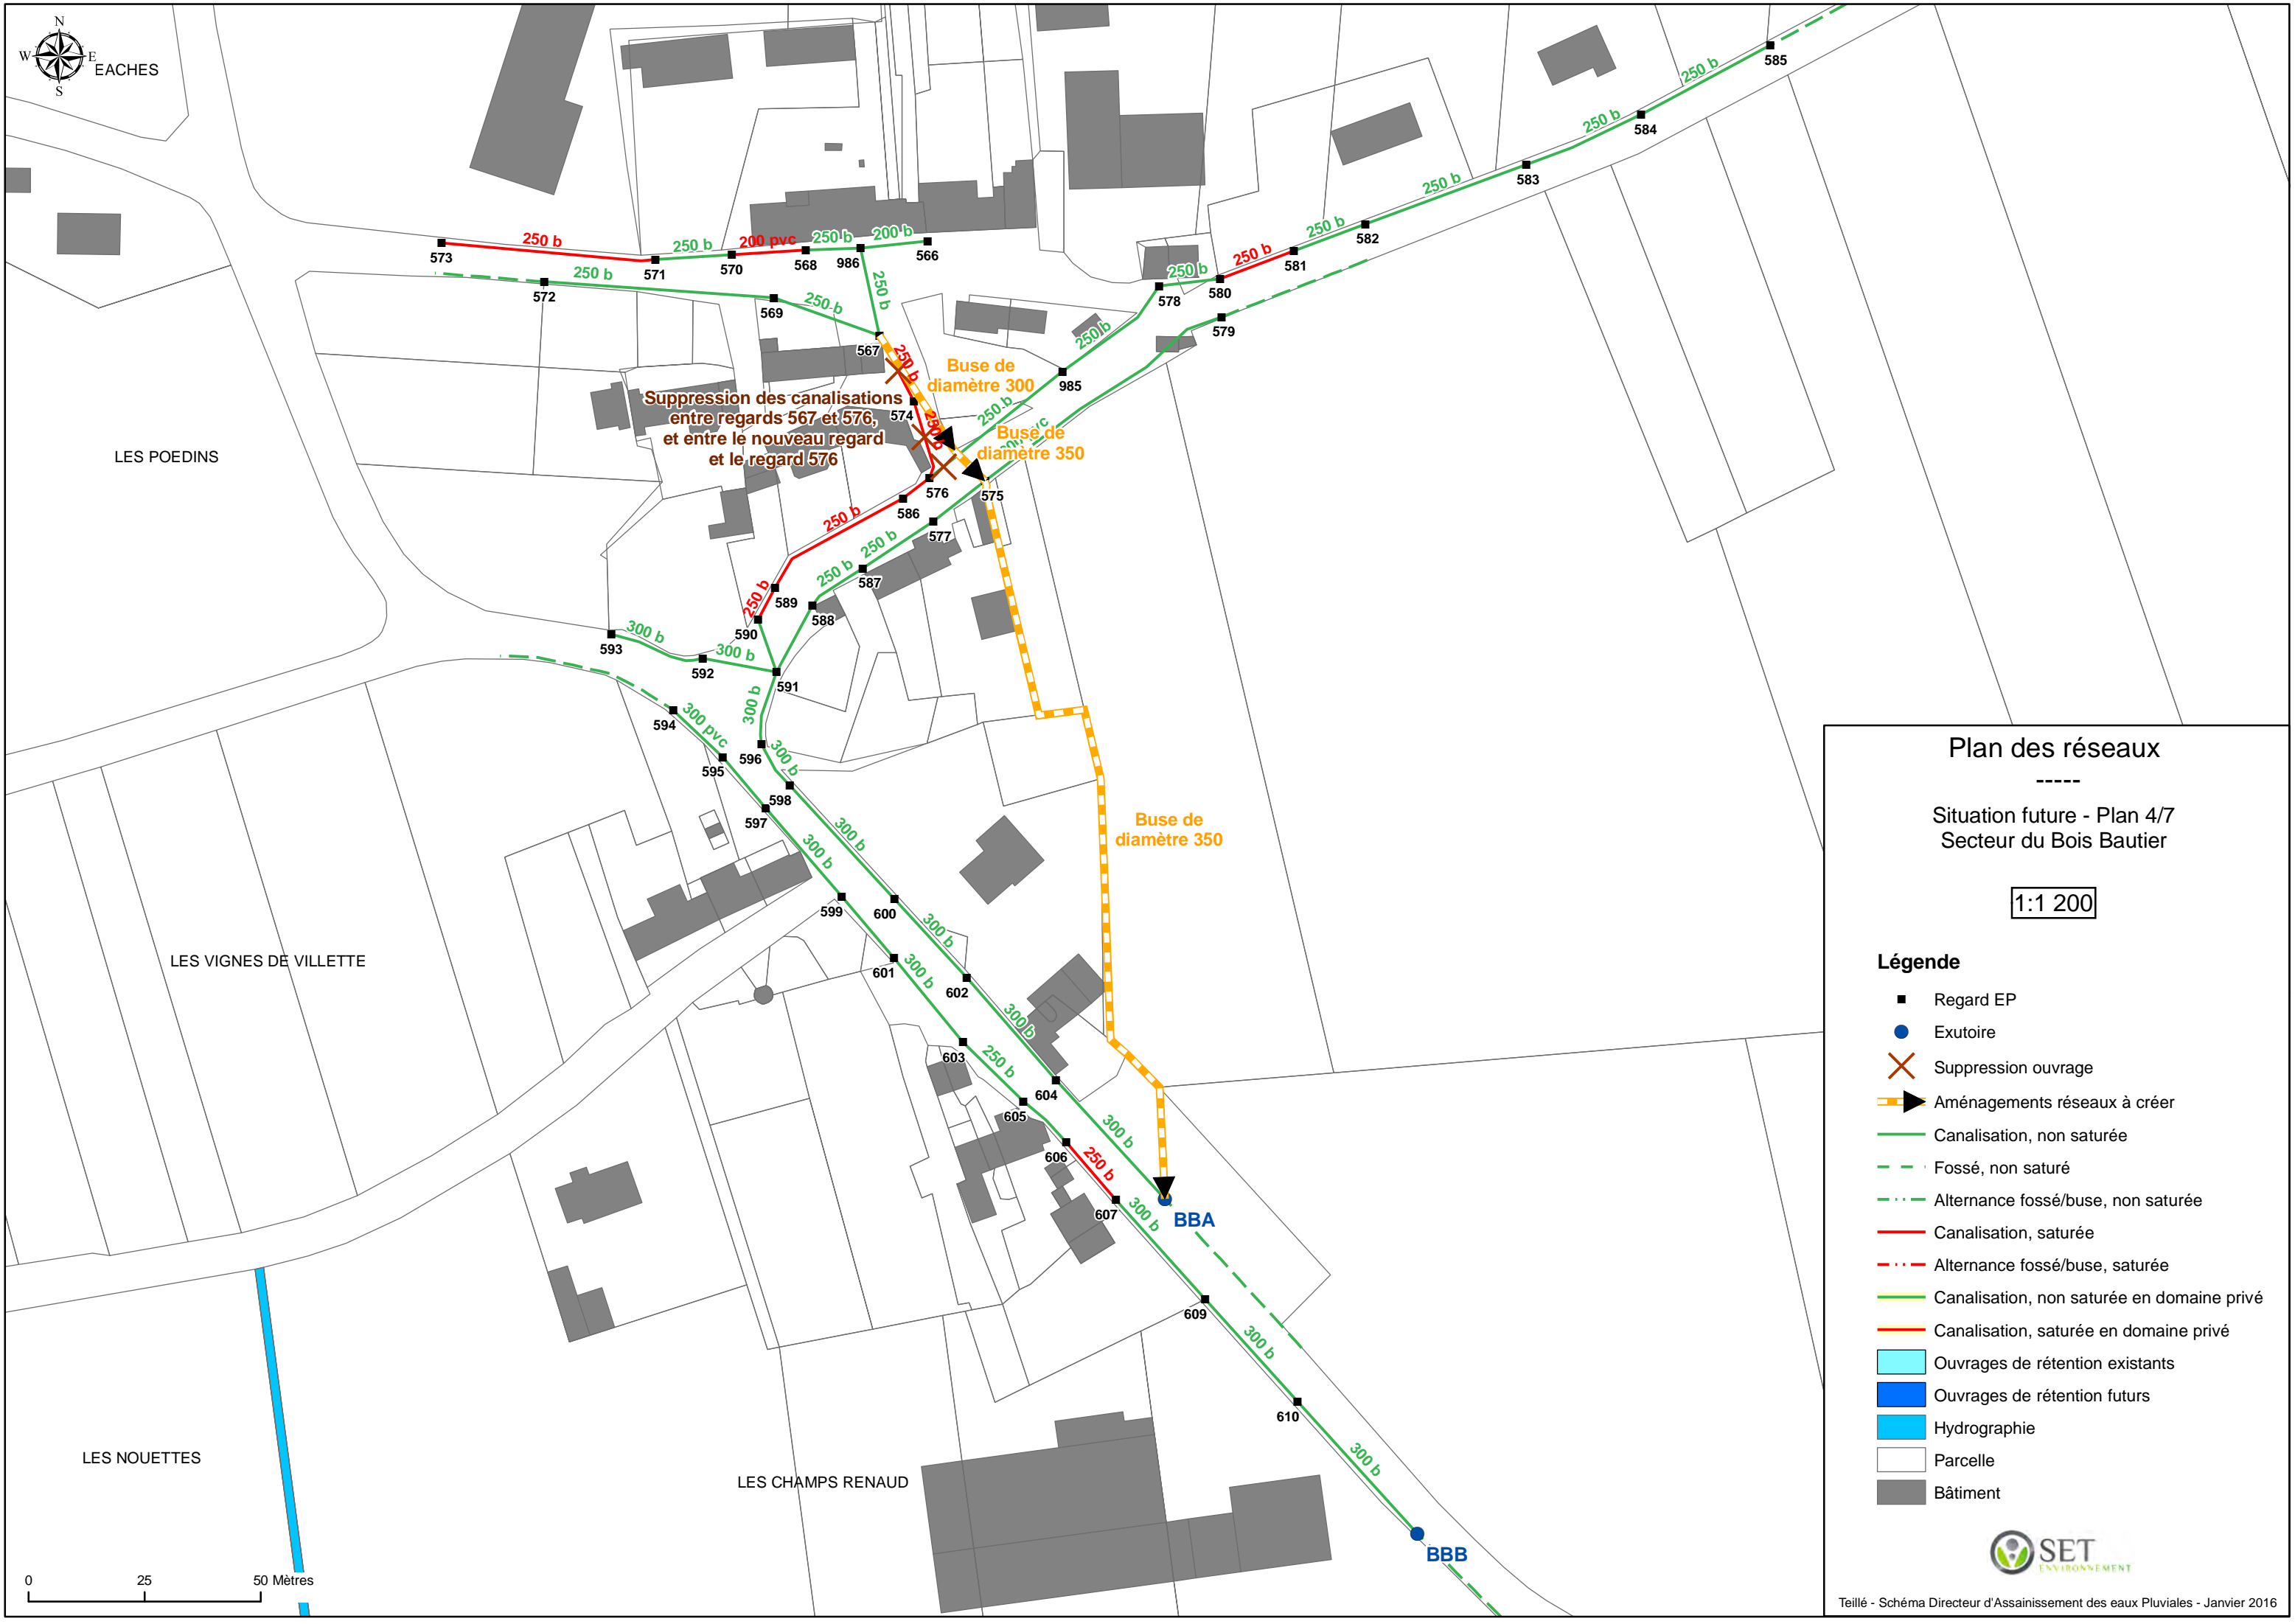 N
W
E
S
EACHES
250 b
573
571
250 b
570
200 pvc
568
250 b
986
200 b
566
250 b
572
250 b
569
250 b
250 b
567
250 b
574
250 b
Buse de
diamètre 300
Suppression des canalisations
entre regards 567 et 576,
et entre le nouveau regard
et le regard 576
Buse de
diamètre 350
250 b
985
250 b
578
250 b
580
250 b
581
250 b
582
250 b
583
250 b
584
250 b
585
579
576
575
586
577
250 b
250 b
587
250 b
588
589
250 b
590
LES POEDINS
593
300 b
592
300 b
591
300 b
594
300 pvc
595
596
300 b
598
597
300 b
300 b
599
600
300 b
601
300 b
602
300 b
603
250 b
604
605
300 b
606
250 b
607
300 b
BBA
609
300 b
610
300 b
BBB
Buse de
diamètre 350
LES VIGNES DE VILLETTE
LES NOUETTES
LES CHAMPS RENAUD
0 25 50 Mètres
Plan des réseaux
-----
Situation future - Plan 4/7
Secteur du Bois Bautier
1:1 200
Légende
Regard EP
Exutoire
Suppression ouvrage
Aménagements réseaux à créer
Canalisation, non saturée
Fossé, non saturé
Alternance fossé/buse, non saturée
Canalisation, saturée
Alternance fossé/buse, saturée
Canalisation, non saturée en domaine privé
Canalisation, saturée en domaine privé
Ouvrages de rétention existants
Ouvrages de rétention futurs
Hydrographie
Parcelle
Bâtiment
SET
ENVIRONNEMENT
Teillé - Schéma Directeur d'Assainissement des eaux Pluviales - Janvier 2016